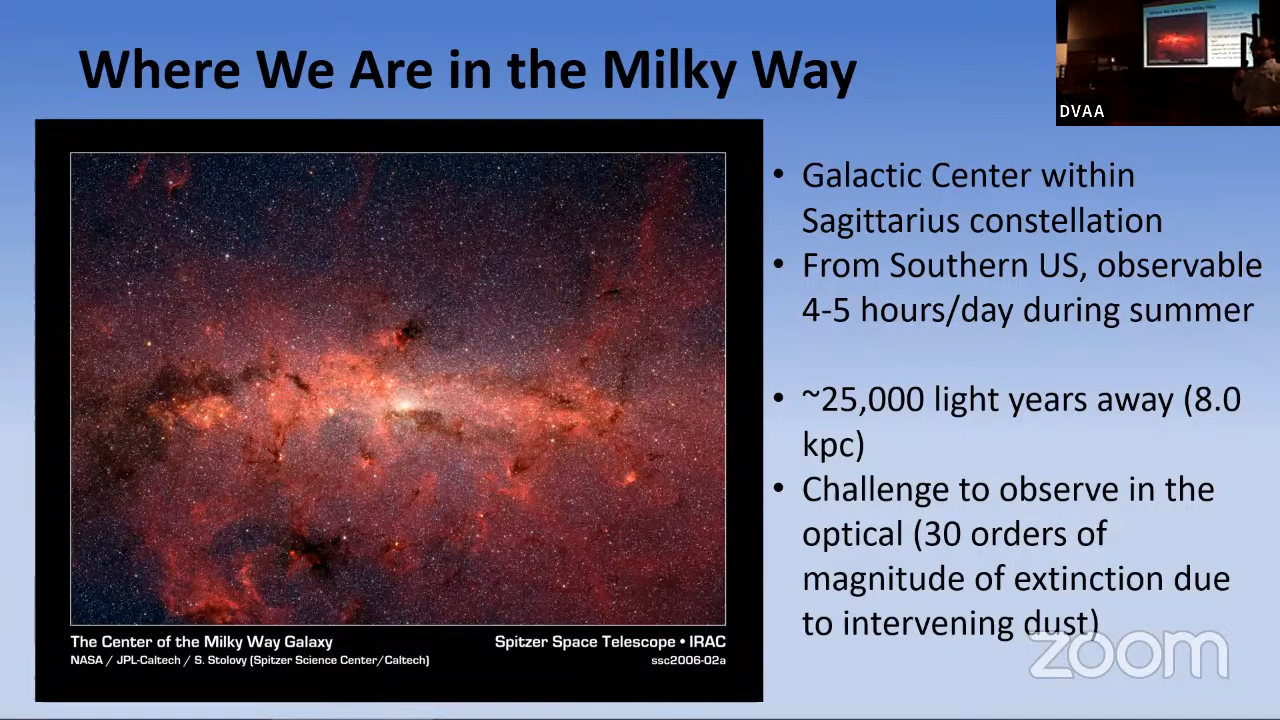 Where We Are in the Milky Way
DVAA
• Galactic Center within
Sagittarius constellation
• From Southern US, observable
4-5 hours/day during summer
• ~25,000 light years away (8.0
kpc)
• Challenge to observe in the
optical (30 orders of
magnitude of extinction due
to intervening dust)
The Center of the Milky Way Galaxy
Spitzer Space Telescope • IRAC
NASA / JPL-Caltech / S. Stolovy (Spitzer Science Center/Caltech)
ssc2006-02a
zoom